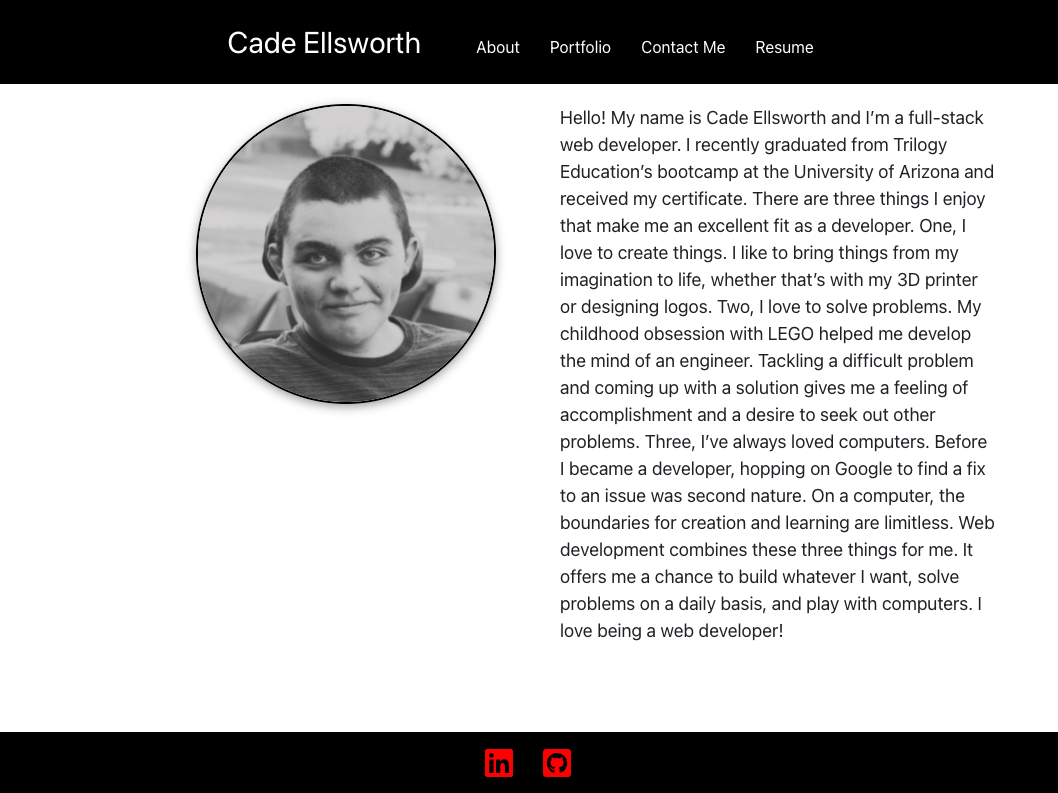 Cade Ellsworth
About
Portfolio
Contact Me
Resume
Hello! My name is Cade Ellsworth and I’m a full-stack
web developer. I recently graduated from Trilogy
Education’s bootcamp at the University of Arizona and
received my certificate. There are three things I enjoy
that make me an excellent fit as a developer. One, I
love to create things. I like to bring things from my
imagination to life, whether that’s with my 3D printer
or designing logos. Two, I love to solve problems. My
childhood obsession with LEGO helped me develop
the mind of an engineer. Tackling a difficult problem
and coming up with a solution gives me a feeling of
accomplishment and a desire to seek out other
problems. Three, I’ve always loved computers. Before
I became a developer, hopping on Google to find a fix
to an issue was second nature. On a computer, the
boundaries for creation and learning are limitless. Web
development combines these three things for me. It
offers me a chance to build whatever I want, solve
problems on a daily basis, and play with computers. I
love being a web developer!
in